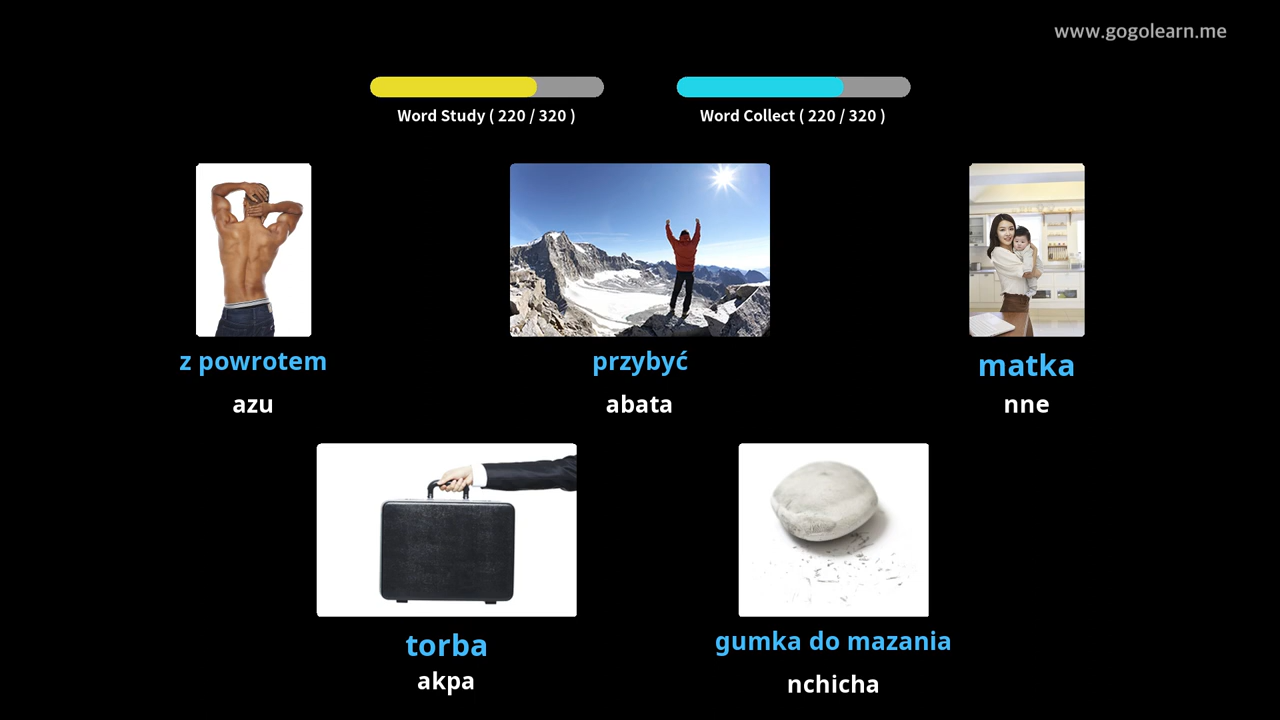 www.gogolearn.me
Word Study ( 220 / 320 )
Word Collect ( 220 / 320 )
z powrotem
przybyć
matka
azu
abata
nne
torba
gumka do mazania
akpa
nchicha